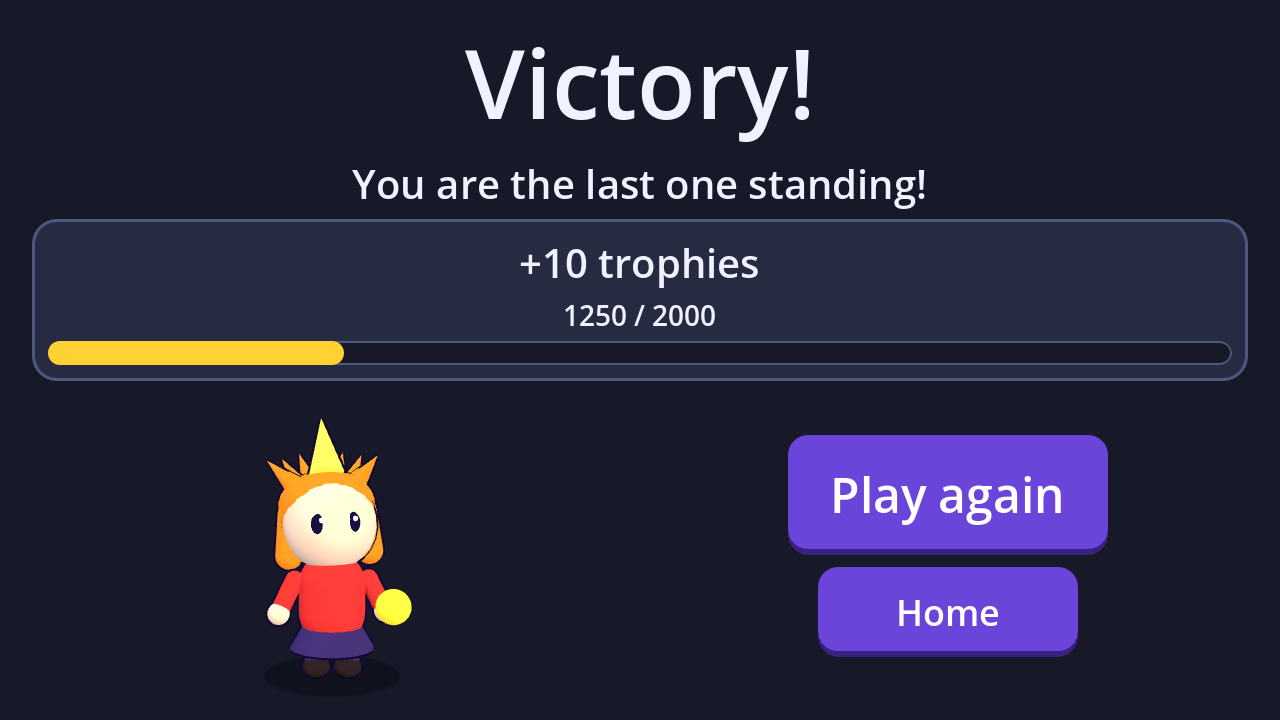 Victory!
You are the last one standing!
+10 trophies
1250 / 2000
Play again
Home